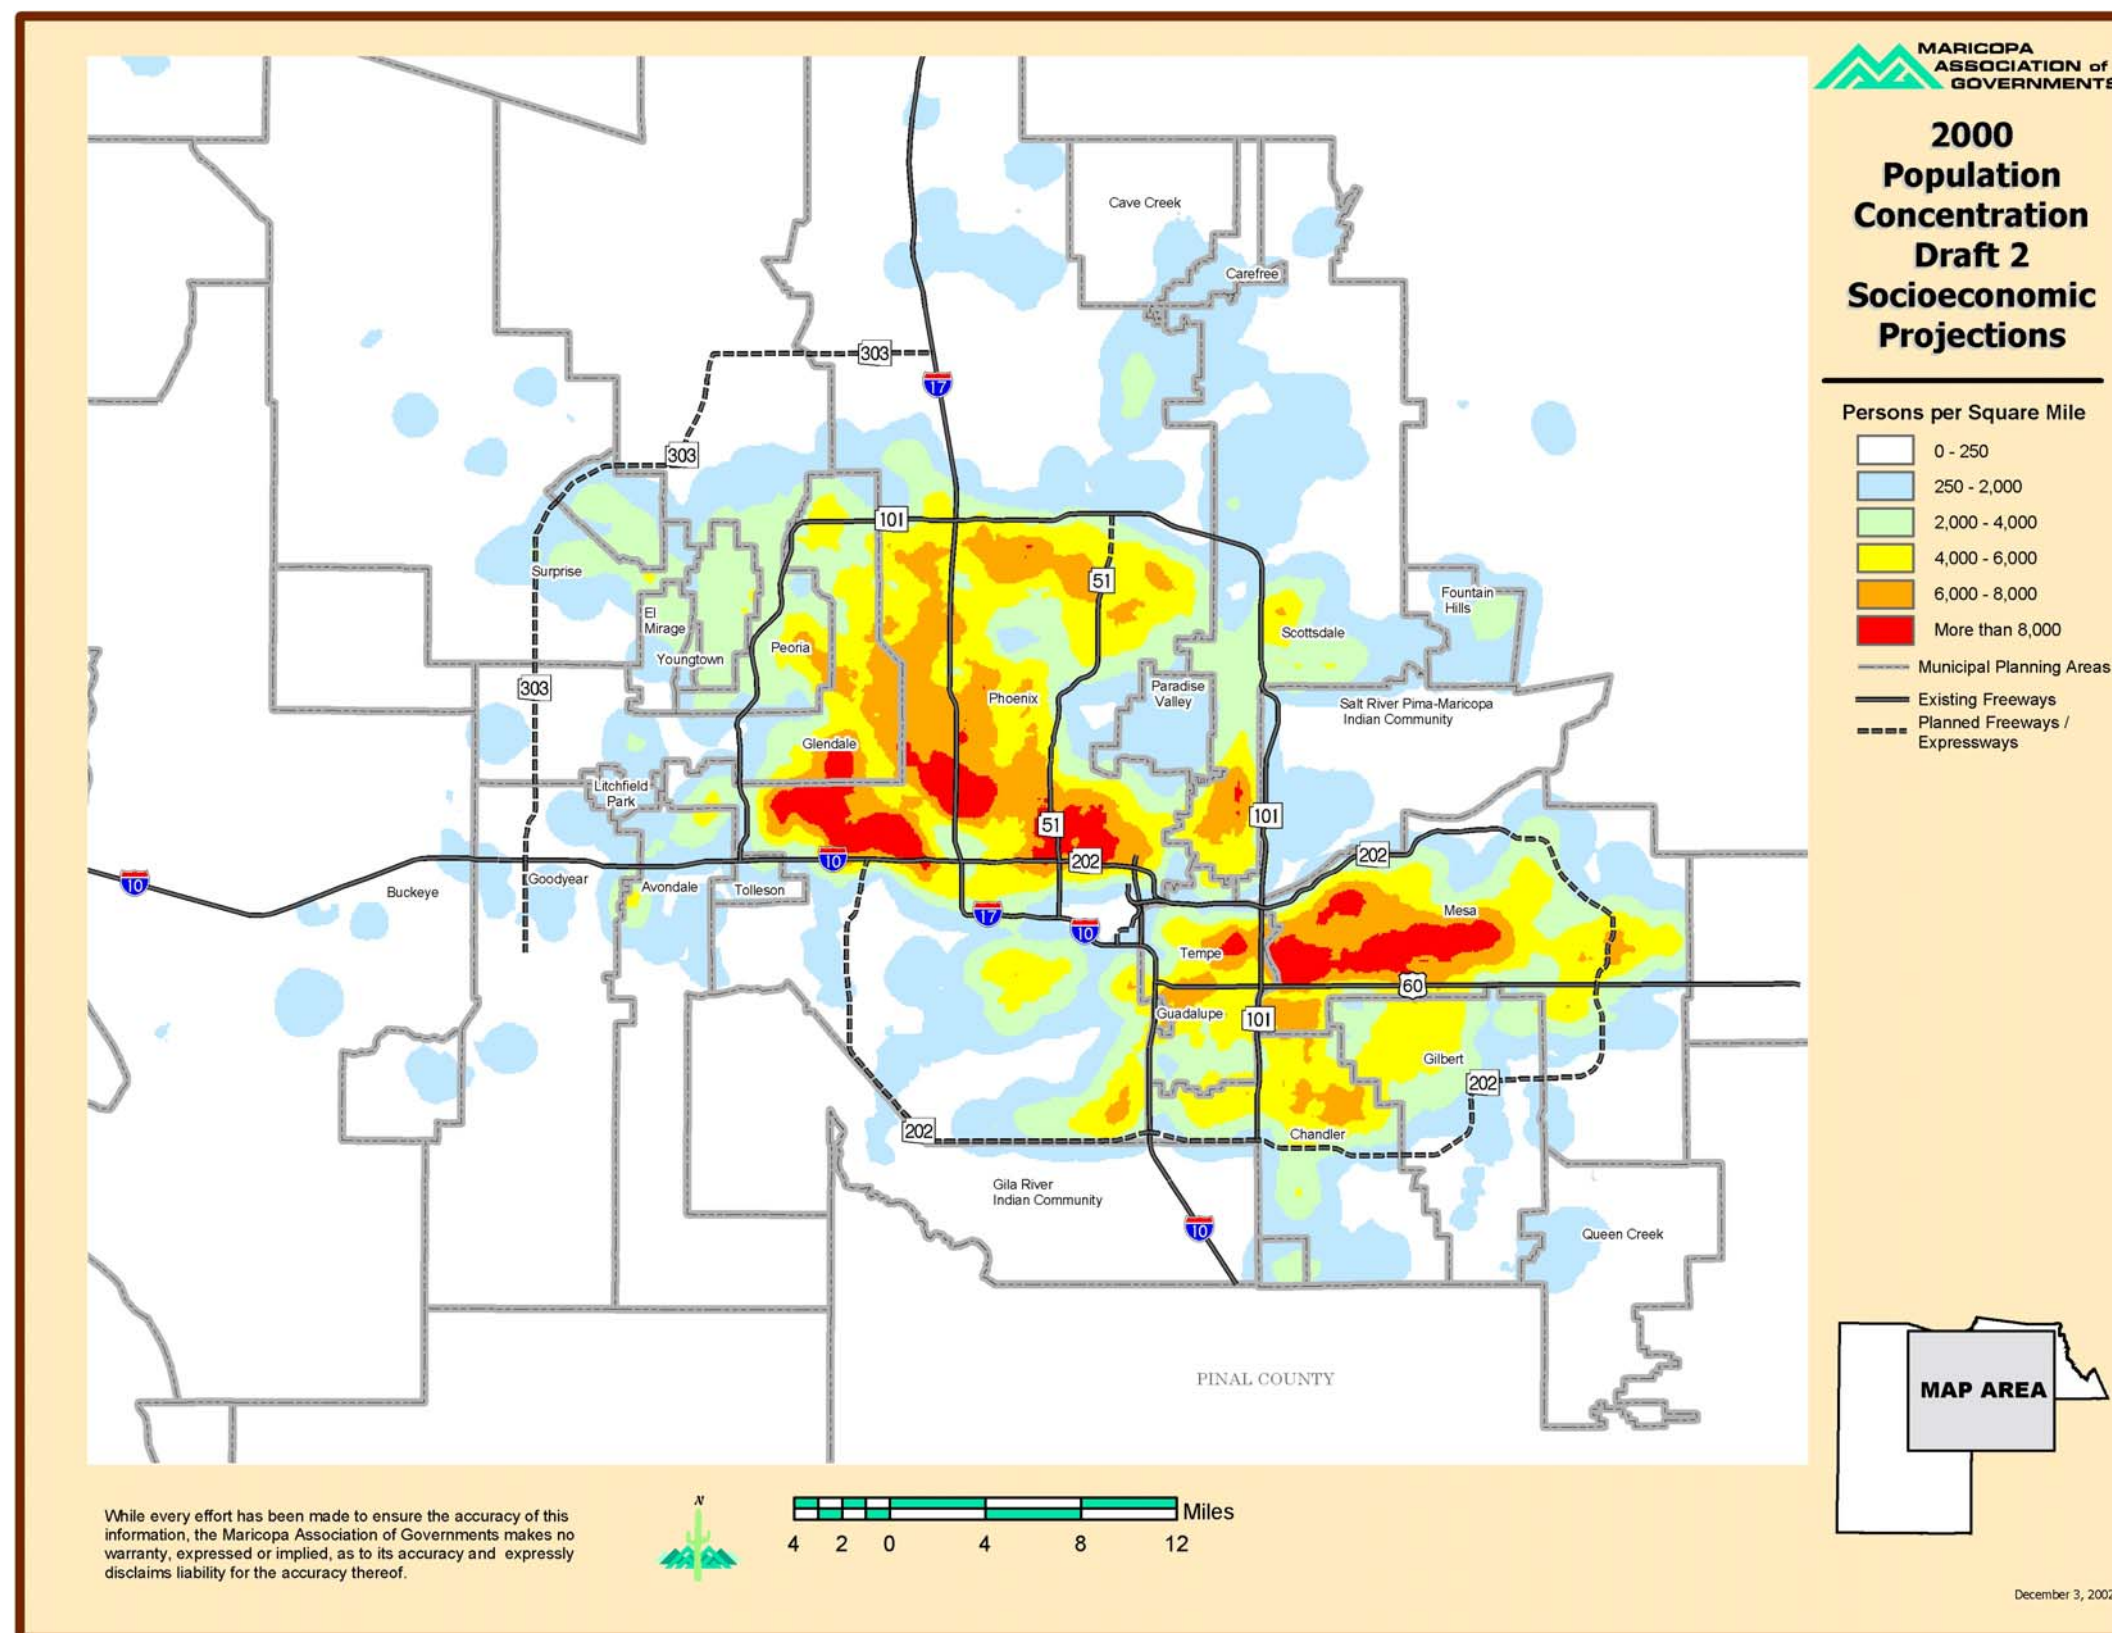 MARICOPA
ASSOCIATION of
GOVERNMENTS
2000
Population
Concentration
Draft 2
Socioeconomic
Projections
Persons per Square Mile
0 - 250
250 - 2,000
2,000 - 4,000
4,000 - 6,000
6,000 - 8,000
More than 8,000
Municipal Planning Areas
Existing Freeways
Planned Freeways /
Expressways
Cave Creek
Carefree
303
17
303
101
51
Surprise
Fountain
Hills
El
Mirage
Scottsdale
Peoria
Youngtown
303
Phoenix
Paradise
Valley
Salt River Pima-Maricopa
Indian Community
Glendale
Litchfield
Park
101
51
10
202
202
10
Buckeye
Goodyear
Avondale
Tolleson
17
10
Mesa
Tempe
60
Guadalupe
101
Gilbert
202
202
Chandler
Gila River
Indian Community
10
Queen Creek
PINAL COUNTY
MAP AREA
While every effort has been made to ensure the accuracy of this
information, the Maricopa Association of Governments makes no
warranty, expressed or implied, as to its accuracy and expressly
disclaims liability for the accuracy thereof.
N
Miles
4 2 0 4 8 12
December 3, 2002